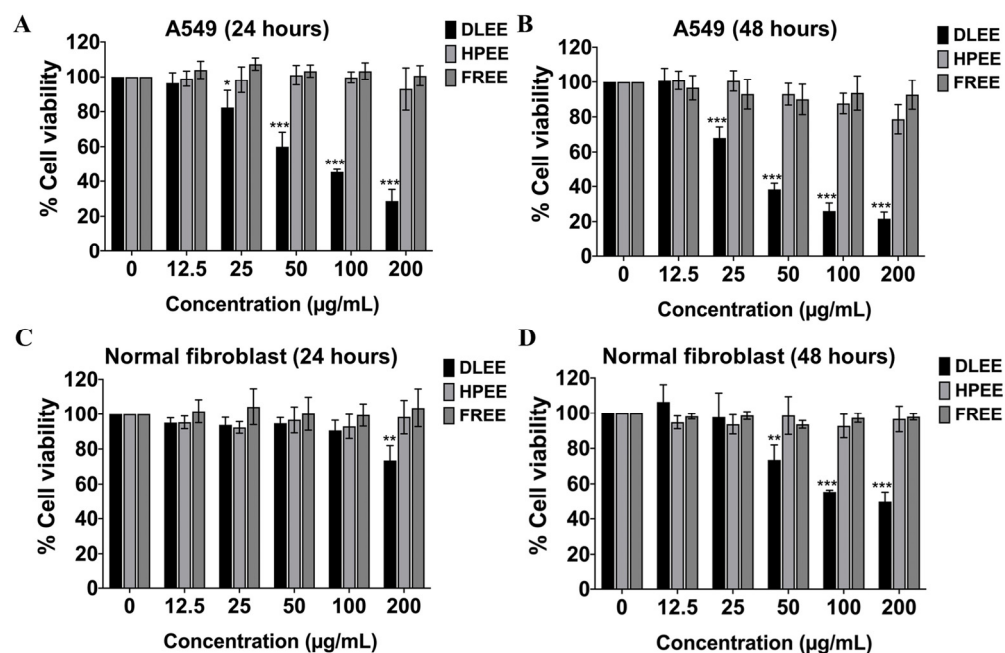 A
A549 (24 hours)
DLEE
HPEE
FREE
% Cell viability
120
100
80
60
40
20
0
*
***
***
***
0 12.5 25 50 100 200
Concentration (µg/mL)
B
A549 (48 hours)
DLEE
HPEE
FREE
% Cell viability
120
100
80
60
40
20
0
***
***
***
***
0 12.5 25 50 100 200
Concentration (µg/mL)
C
Normal fibroblast (24 hours)
DLEE
HPEE
FREE
% Cell viability
120
100
80
60
40
20
0
**
0 12.5 25 50 100 200
Concentration (µg/mL)
D
Normal fibroblast (48 hours)
DLEE
HPEE
FREE
% Cell viability
120
100
80
60
40
20
0
**
***
***
0 12.5 25 50 100 200
Concentration (µg/mL)